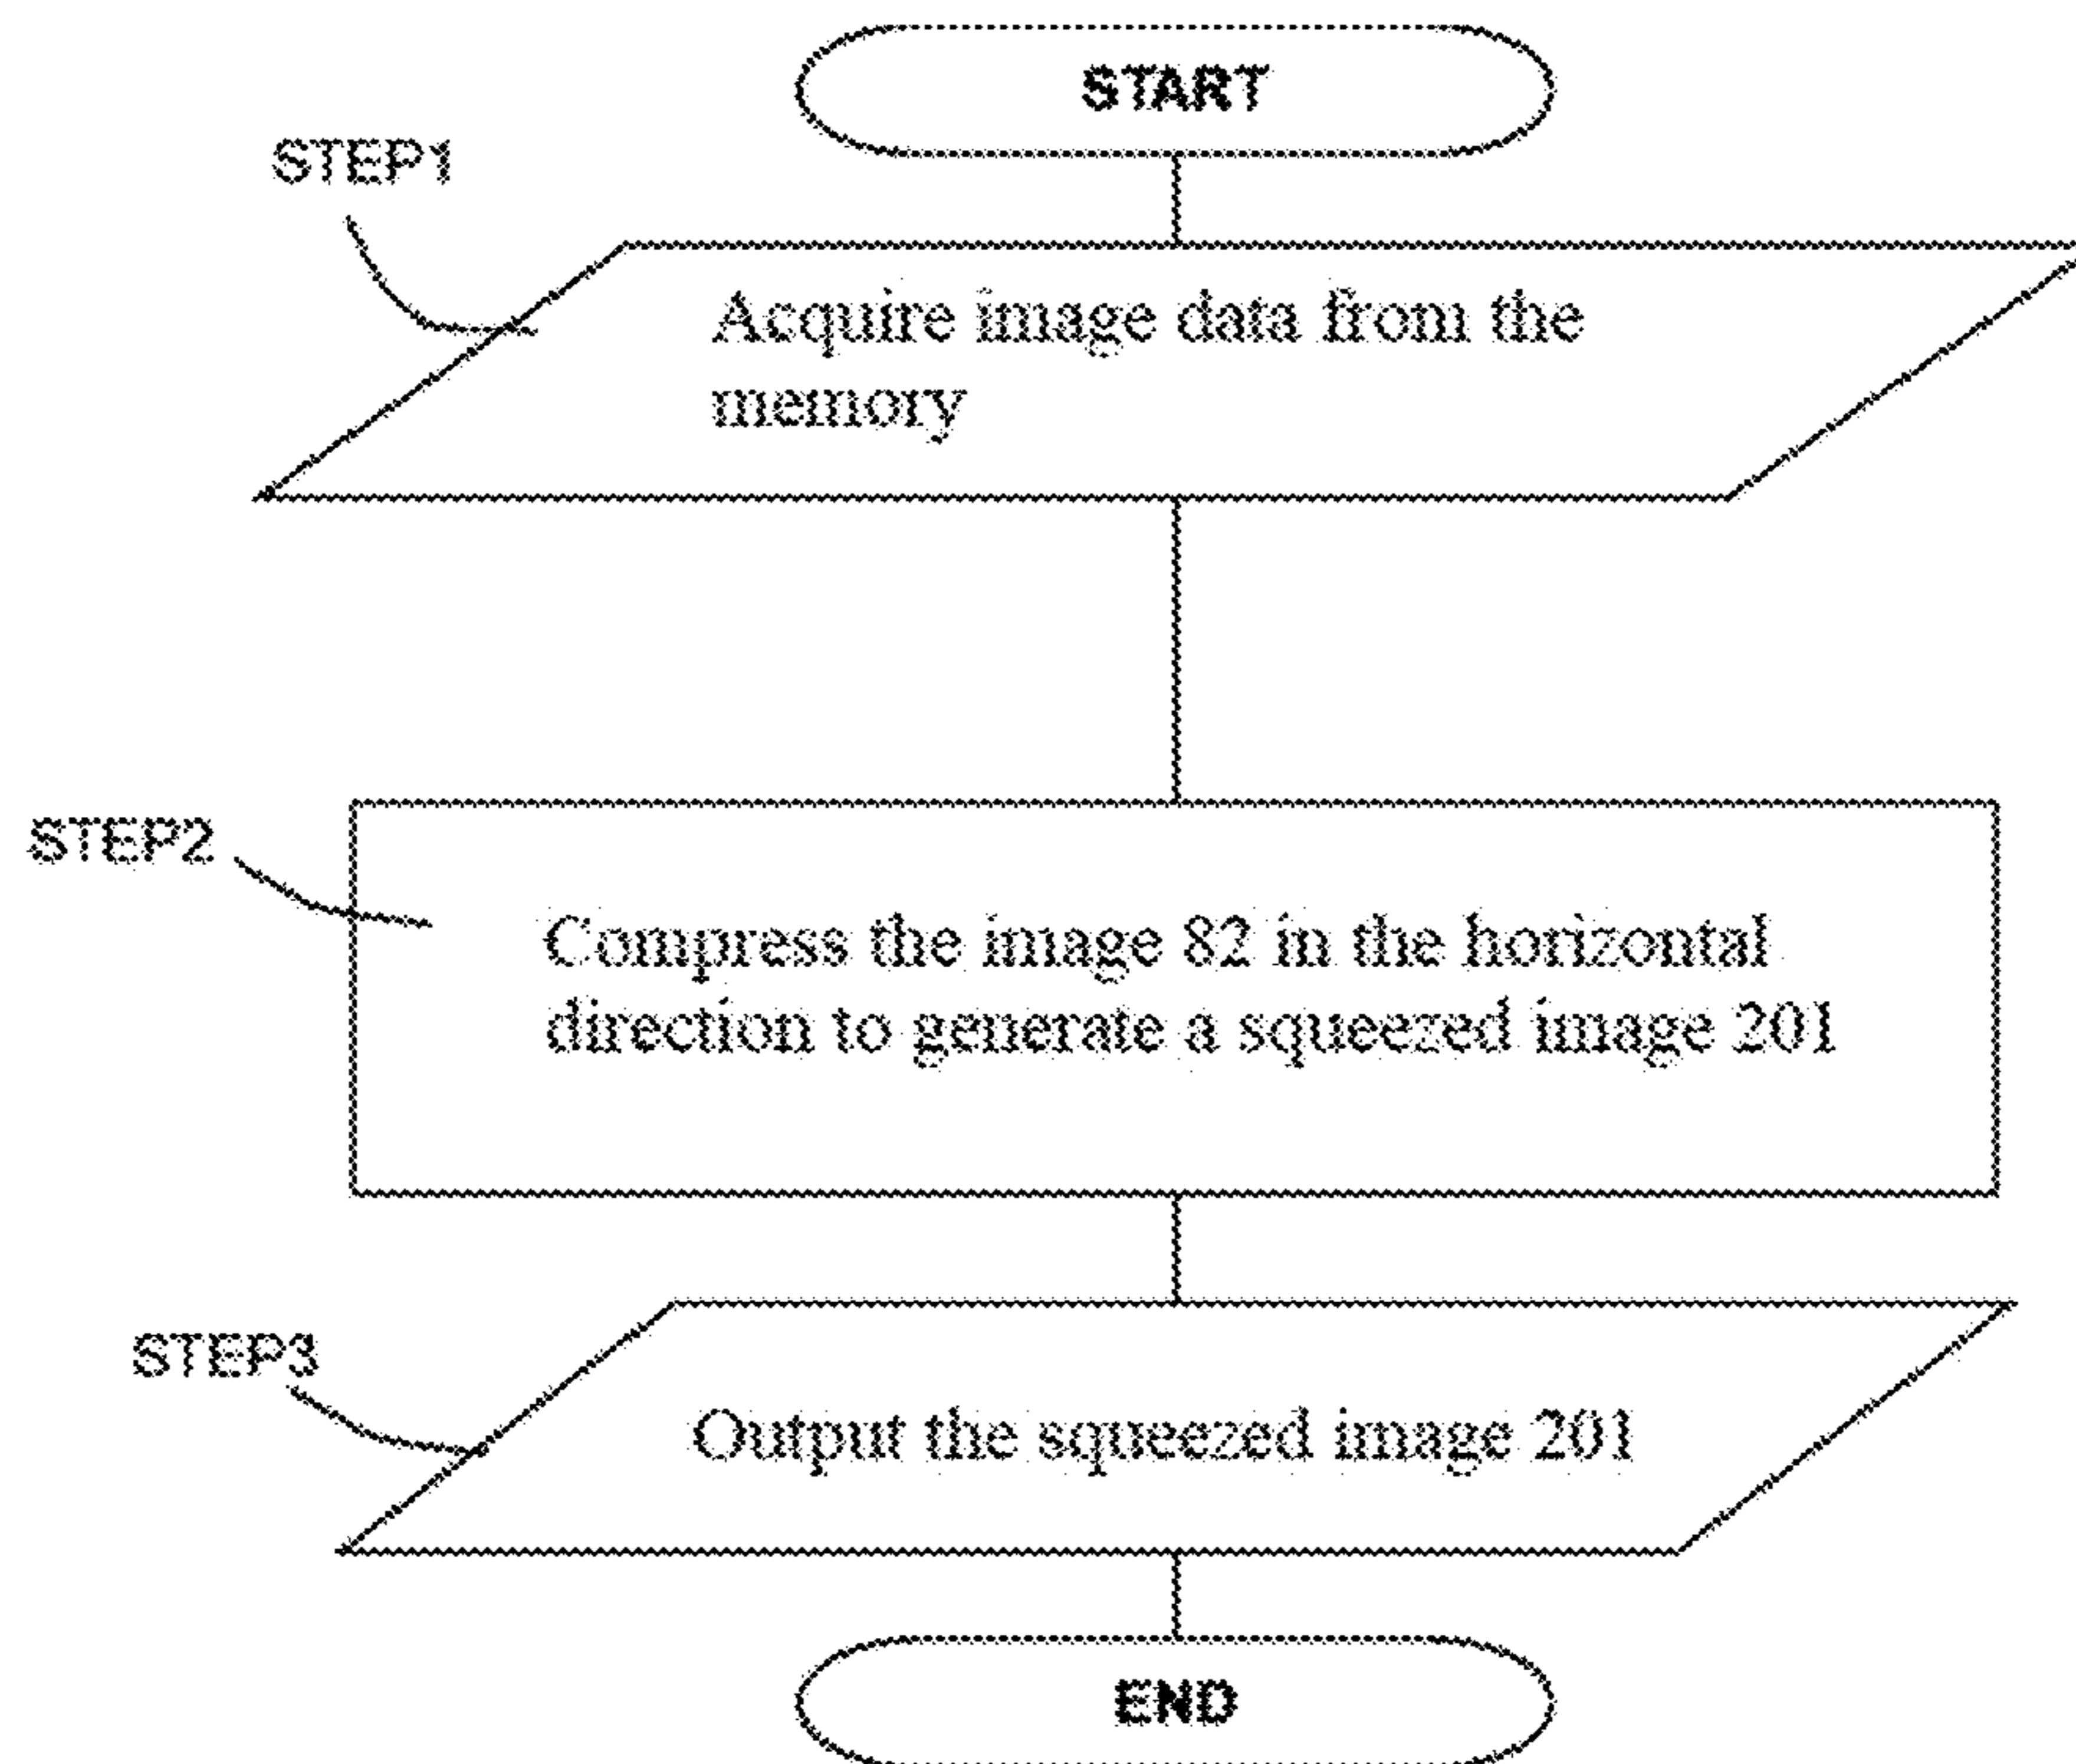 START
STEP1
Acquire image data from the
memory
STEP2
Compress the image 82 in the horizontal
direction to generate a squeezed image 201
STEP3
Output the squeezed image 201
END